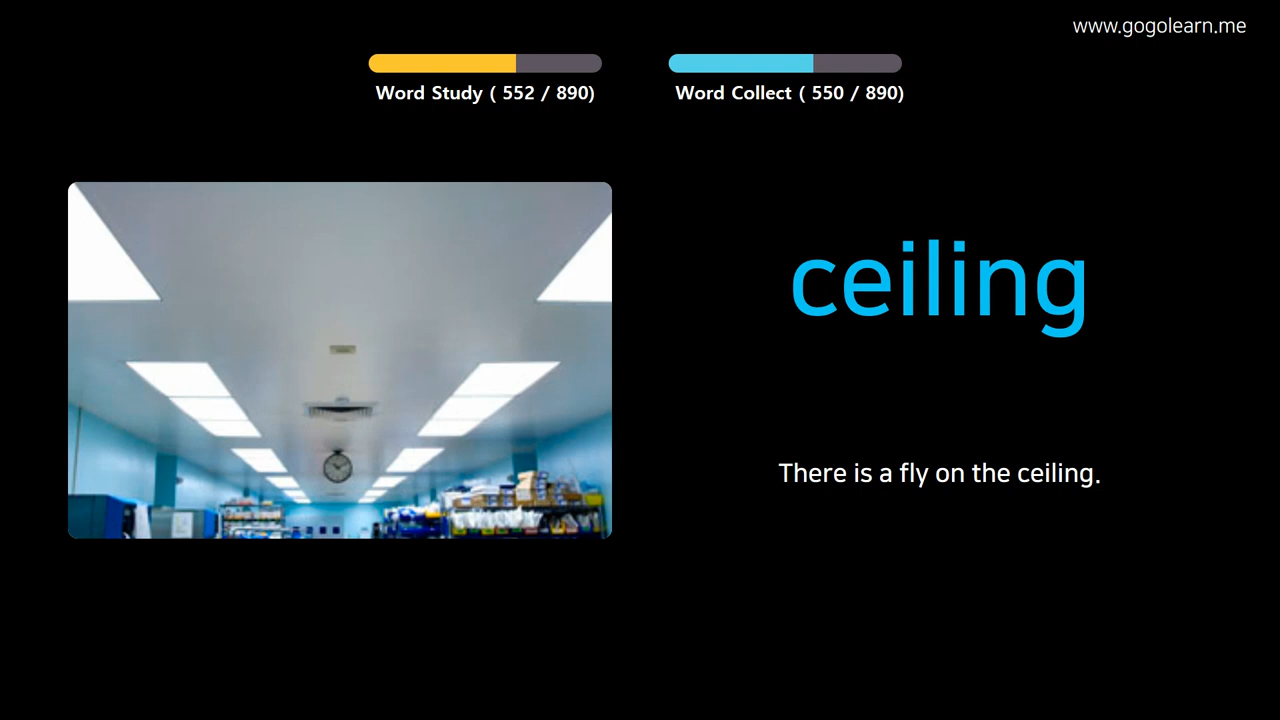 www.gogolearn.me
Word Study ( 552 / 890)
Word Collect ( 550 / 890)
ceiling
There is a fly on the ceiling.